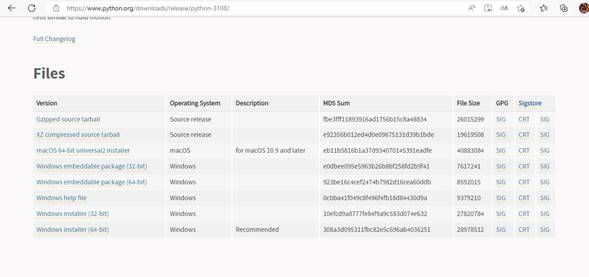 https://www.python.org/downloads/release/python-3108/
cells similar to fluid motion.
Full Changelog
Files
Version Operating System Description MD5 Sum File Size GPG Sigstore
Gzipped source tarball Source release fbe3fff11893916ad1756b15c8a48834 26015299 SIG CRT SIG
XZ compressed source tarball Source release e92356b012ed4d0e09675131d39b1bde 19619508 SIG CRT SIG
macOS 64-bit universal2 installer macOS for macOS 10.9 and later eb11b5816b1a37d934070145391eadfe 40883084 SIG CRT SIG
Windows embeddable package (32-bit) Windows e0dbee095e5963b26b8bf258fd2b9f41 7617241 SIG CRT SIG
Windows embeddable package (64-bit) Windows 923be16c4cef2474b7982d16cea60ddb 8592015 SIG CRT SIG
Windows help file Windows 0cbba41f049c8f496f4fb18d84430d9a 9379210 SIG CRT SIG
Windows installer (32-bit) Windows 10efcd9a8777fe84f9a9c583d074e632 27820784 SIG CRT SIG
Windows installer (64-bit) Windows Recommended 308a3d095311fbc82e5c696ab4036251 28978512 SIG CRT SIG